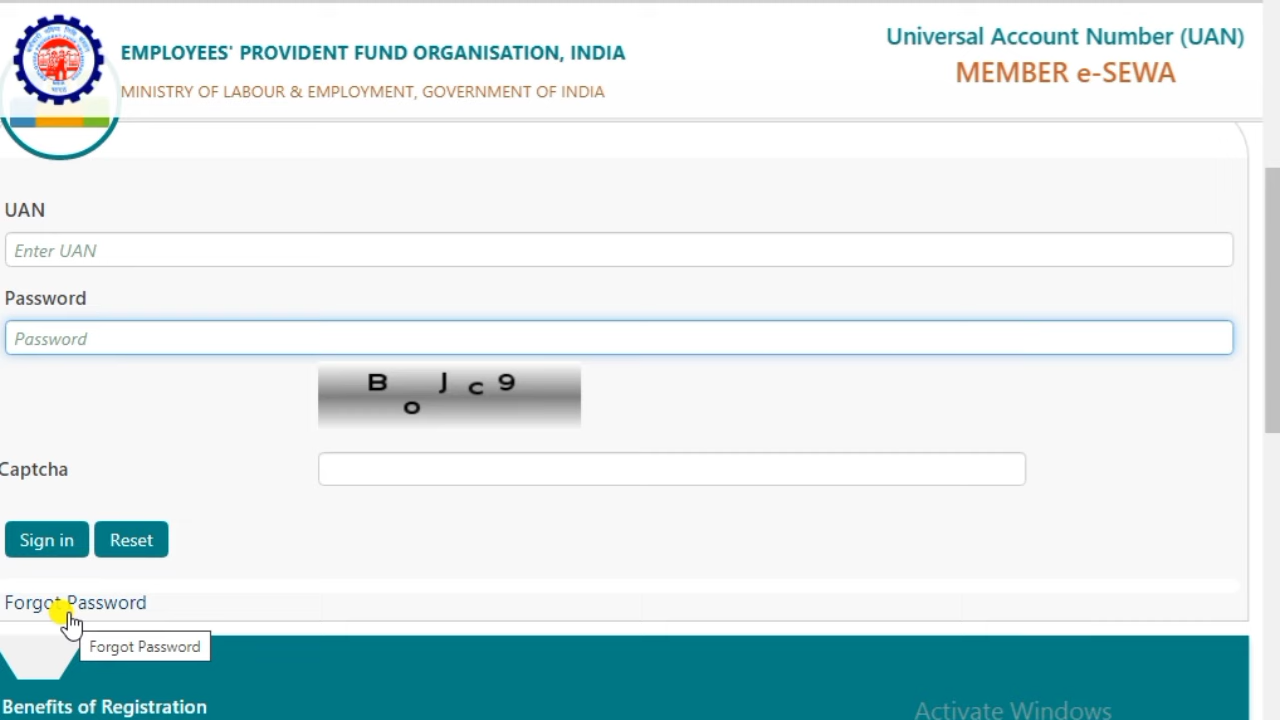 EMPLOYEES' PROVIDENT FUND ORGANISATION, INDIA
MINISTRY OF LABOUR & EMPLOYMENT, GOVERNMENT OF INDIA
Universal Account Number (UAN)
MEMBER e-SEWA
UAN
Enter UAN
Password
Password
B o J c 9
Captcha
Sign in
Reset
Forgot Password
Forgot Password
Benefits of Registration
Activate Windows